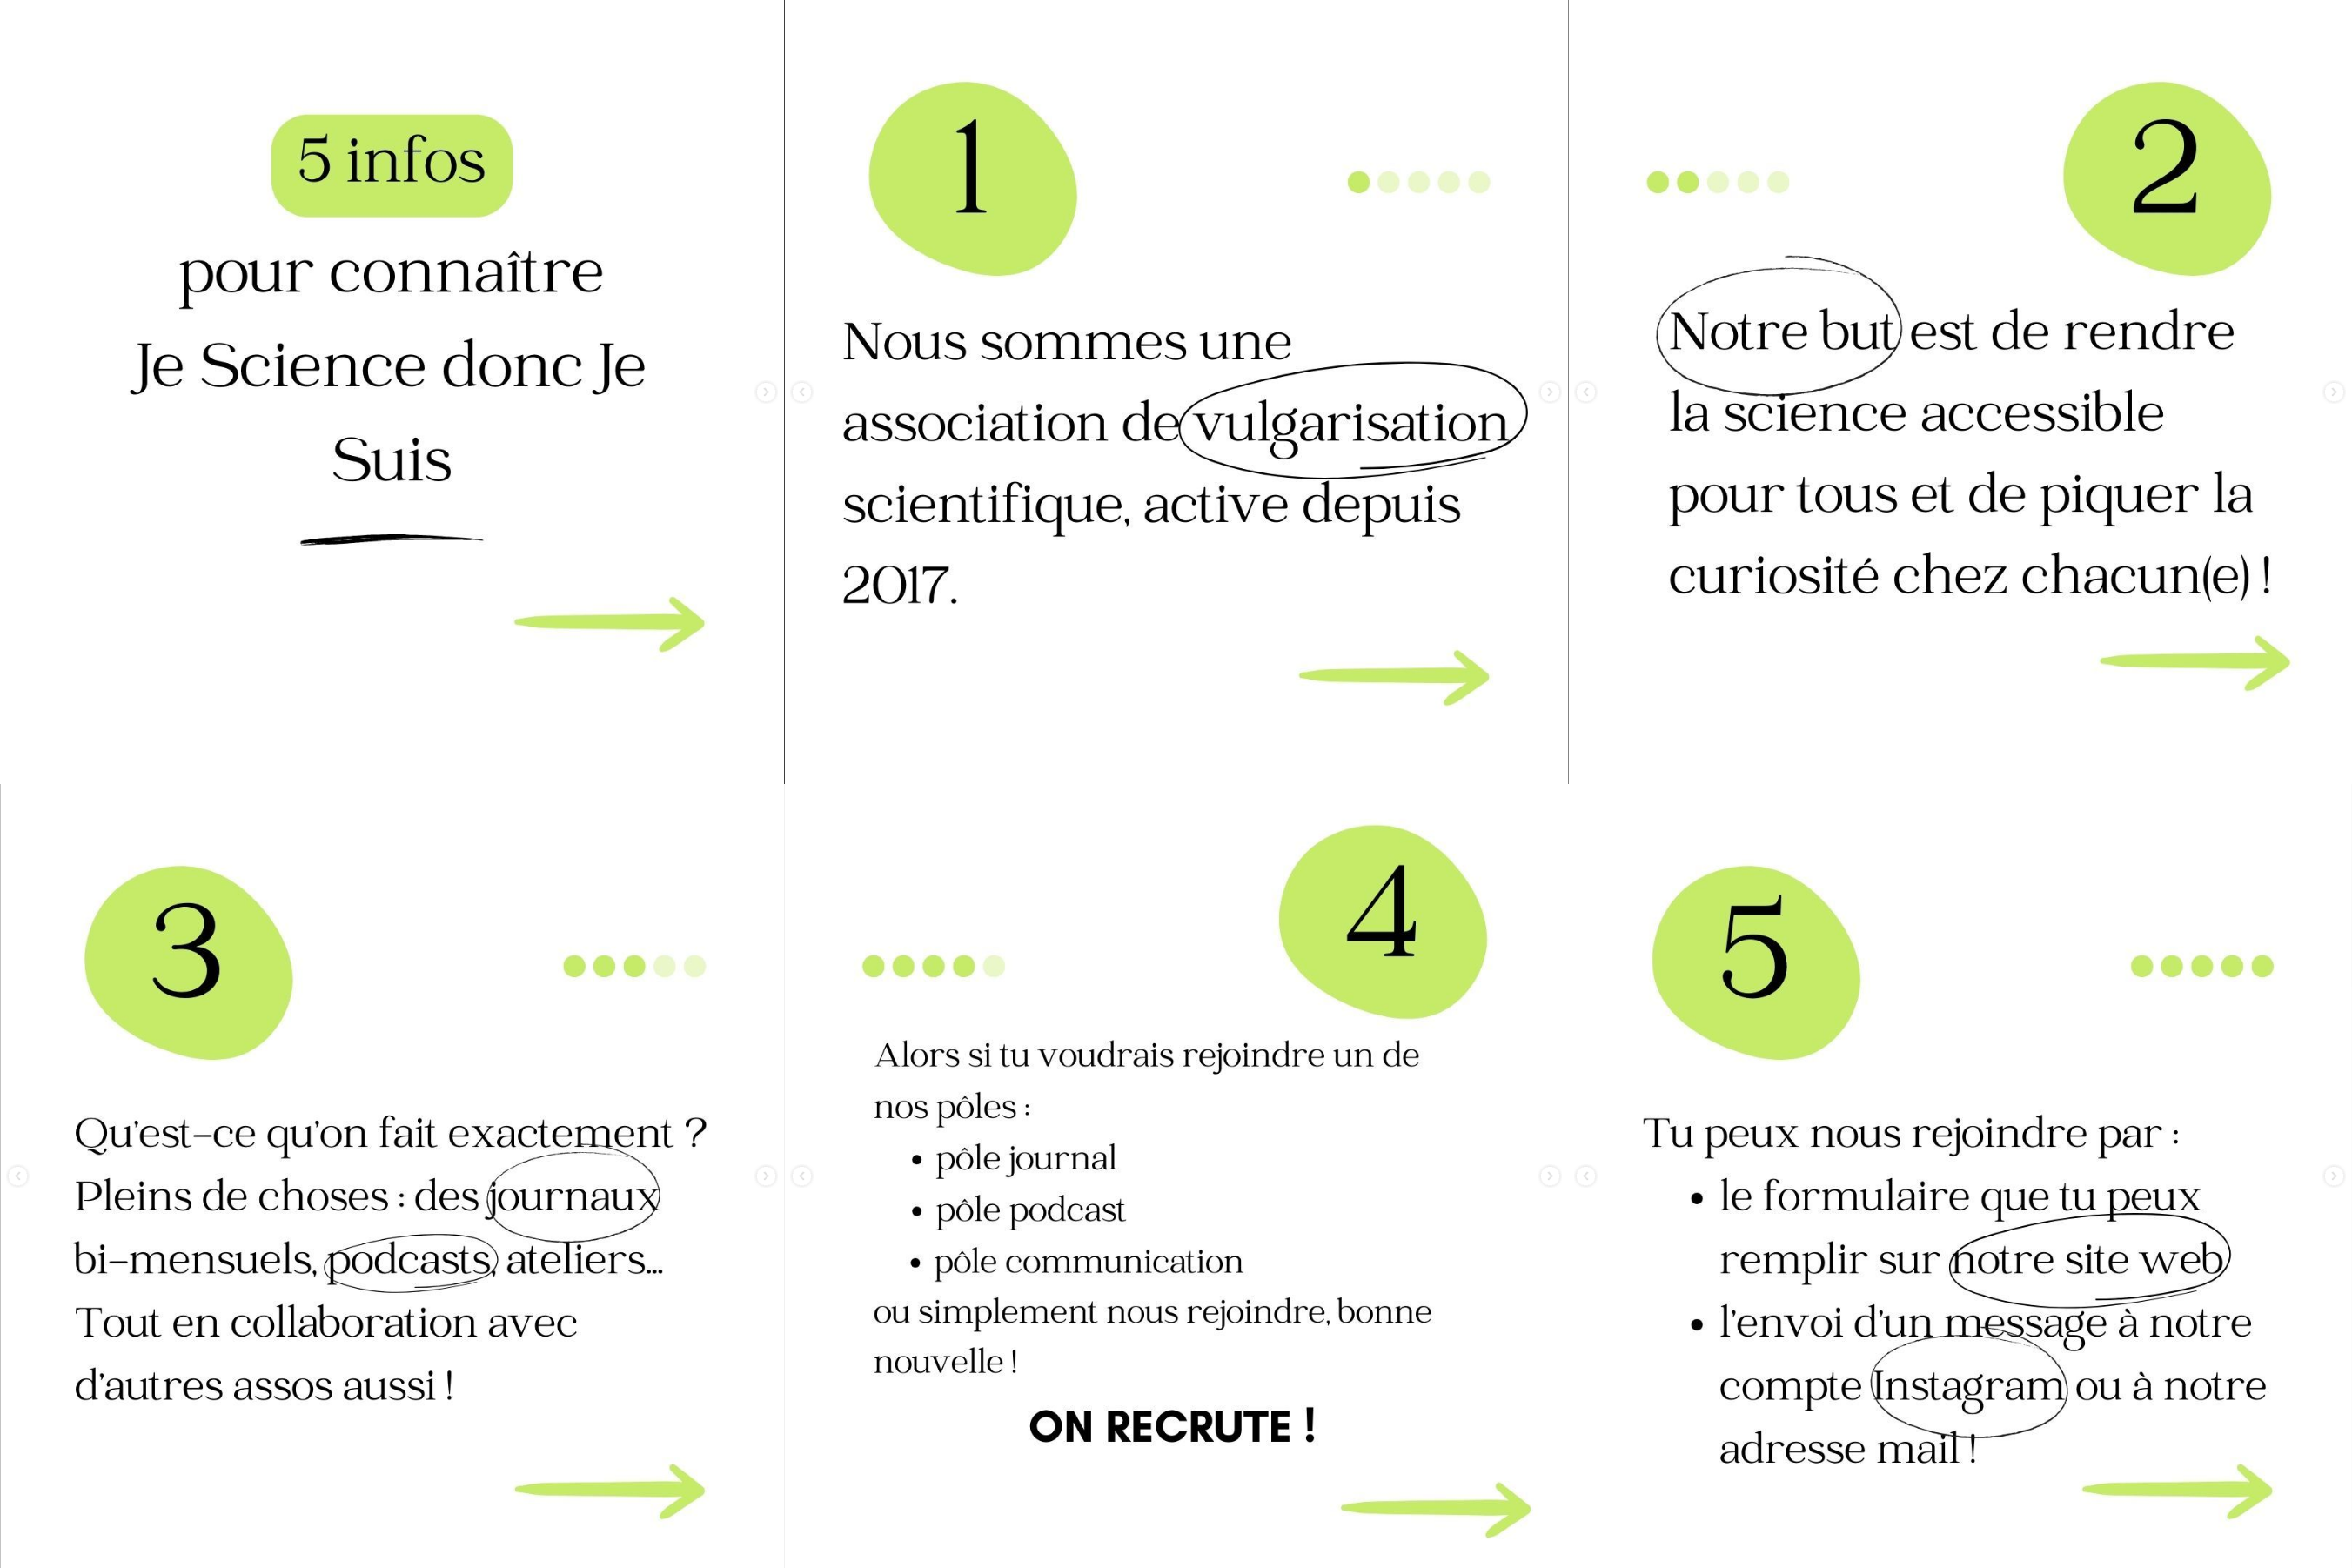 5 infos
pour connaître
Je Science donc Je
Suis
1
Nous sommes une
association de vulgarisation
scientifique, active depuis
2017.
2
Notre but est de rendre
la science accessible
pour tous et de piquer la
curiosité chez chacun(e) !
3
Qu'est-ce qu'on fait exactement ?
Pleins de choses : des journaux
bi-mensuels, podcasts, ateliers...
Tout en collaboration avec
d'autres assos aussi !
4
Alors si tu voudrais rejoindre un de
nos pôles :
• pôle journal
• pôle podcast
• pôle communication
ou simplement nous rejoindre, bonne
nouvelle !
ON RECRUTE !
5
Tu peux nous rejoindre par :
• le formulaire que tu peux
remplir sur notre site web
• l'envoi d'un message à notre
compte Instagram ou à notre
adresse mail !